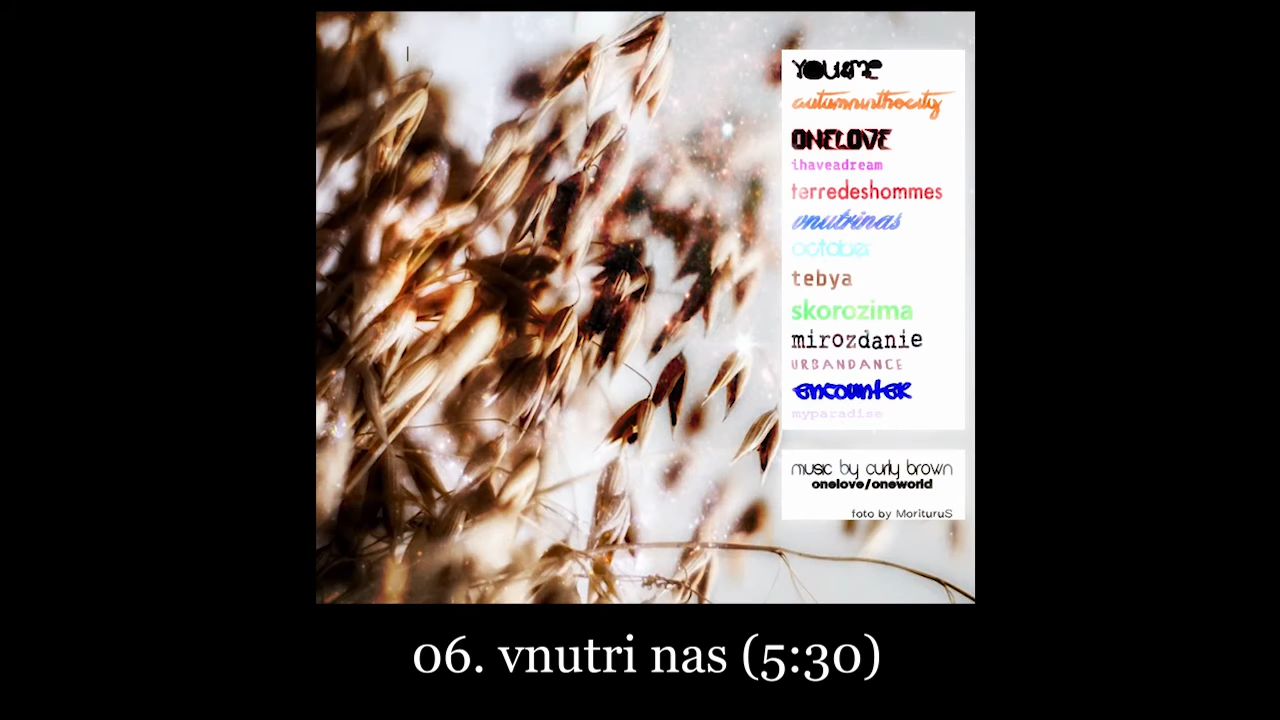 YOU&ME
autumninthecity
ONELOVE
ihaveadream
terredeshommes
vnutrinas
october
tebya
skorozima
mirozdanie
URBANDANCE
encounter
myparadise
music by curly brown
onelove/oneworld
foto by MorituruS
06. vnutri nas (5:30)